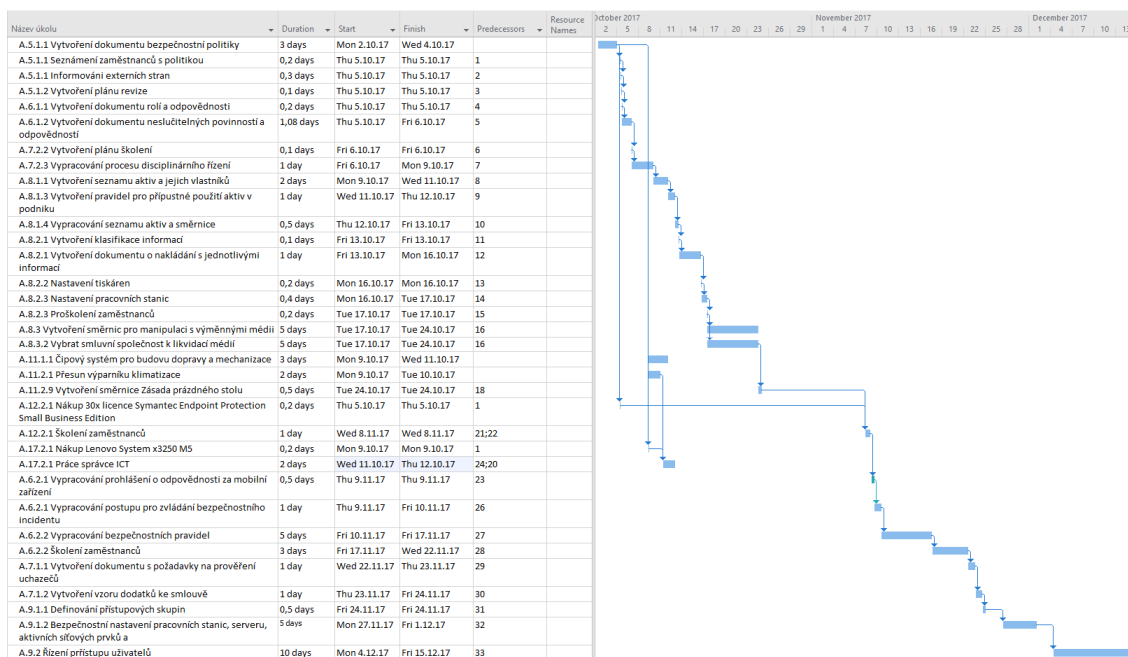 Název úkolu Duration Start Finish Predecessors Resource Names
October 2017 November 2017 December 2017
2 5 8 11 14 17 20 23 26 29 1 4 7 10 13 16 19 22 25 28 1 4 7 10 13
A.5.1.1 Vytvoření dokumentu bezpečnostní politiky 3 days Mon 2.10.17 Wed 4.10.17
A.5.1.1 Seznámení zaměstnanců s politikou 0,2 days Thu 5.10.17 Thu 5.10.17 1
A.5.1.1 Informováni externích stran 0,3 days Thu 5.10.17 Thu 5.10.17 2
A.5.1.2 Vytvoření plánu revize 0,1 days Thu 5.10.17 Thu 5.10.17 3
A.6.1.1 Vytvoření dokumentu rolí a odpovědnosti 0,2 days Thu 5.10.17 Thu 5.10.17 4
A.6.1.2 Vytvoření dokumentu neslučitelných povinností a 1,08 days Thu 5.10.17 Fri 6.10.17 5
odpovědností
A.7.2.2 Vytvoření plánu školení 0,1 days Fri 6.10.17 Fri 6.10.17 6
A.7.2.3 Vypracování procesu disciplinárního řízení 1 day Fri 6.10.17 Mon 9.10.17 7
A.8.1.1 Vytvoření seznamu aktiv a jejich vlastníků 2 days Mon 9.10.17 Wed 11.10.17 8
A.8.1.3 Vytvoření pravidel pro přípustné použití aktiv v 1 day Wed 11.10.17 Thu 12.10.17 9
podniku
A.8.1.4 Vypracování seznamu aktiv a směrnice 0,5 days Thu 12.10.17 Fri 13.10.17 10
A.8.2.1 Vytvoření klasifikace informací 0,1 days Fri 13.10.17 Fri 13.10.17 11
A.8.2.1 Vytvoření dokumentu o nakládání s jednotlivými 1 day Fri 13.10.17 Mon 16.10.17 12
informací
A.8.2.2 Nastavení tiskáren 0,2 days Mon 16.10.17 Mon 16.10.17 13
A.8.2.3 Nastavení pracovních stanic 0,4 days Mon 16.10.17 Tue 17.10.17 14
A.8.2.3 Proškolení zaměstnanců 0,2 days Tue 17.10.17 Tue 17.10.17 15
A.8.3 Vytvoření směrnic pro manipulaci s výměnnými médii 5 days Tue 17.10.17 Tue 24.10.17 16
A.8.3.2 Vybrat smluvní společnost k likvidací médií 5 days Tue 17.10.17 Tue 24.10.17 16
A.11.1.1 Čipový systém pro budovu dopravy a mechanizace 3 days Mon 9.10.17 Wed 11.10.17
A.11.2.1 Přesun výparníku klimatizace 2 days Mon 9.10.17 Tue 10.10.17
A.11.2.9 Vytvoření směrnice Zásada prázdného stolu 0,5 days Tue 24.10.17 Tue 24.10.17 18
A.12.2.1 Nákup 30x licence Symantec Endpoint Protection 0,2 days Thu 5.10.17 Thu 5.10.17 1
Small Business Edition
A.12.2.1 Školení zaměstnanců 1 day Wed 8.11.17 Wed 8.11.17 21;22
A.17.2.1 Nákup Lenovo System x3250 M5 0,2 days Mon 9.10.17 Mon 9.10.17 1
A.17.2.1 Práce správce ICT 2 days Wed 11.10.17 Thu 12.10.17 24;20
A.6.2.1 Vypracování prohlášení o odpovědnosti za mobilní 0,5 days Thu 9.11.17 Thu 9.11.17 23
zařízení
A.6.2.1 Vypracování postupu pro zvládání bezpečnostního 1 day Thu 9.11.17 Fri 10.11.17 26
incidentu
A.6.2.2 Vypracování bezpečnostních pravidel 5 days Fri 10.11.17 Fri 17.11.17 27
A.6.2.2 Školení zaměstnanců 3 days Fri 17.11.17 Wed 22.11.17 28
A.7.1.1 Vytvoření dokumentu s požadavky na prověření 1 day Wed 22.11.17 Thu 23.11.17 29
uchazečů
A.7.1.2 Vytvoření vzoru dodatků ke smlouvě 1 day Thu 23.11.17 Fri 24.11.17 30
A.9.1.1 Definování přístupových skupin 0,5 days Fri 24.11.17 Fri 24.11.17 31
A.9.1.2 Bezpečnostní nastavení pracovních stanic, serveru, 5 days Mon 27.11.17 Fri 1.12.17 32
aktivních síťových prvků a
A.9.2 Řízení přřístupu uživatelů 10 days Mon 4.12.17 Fri 15.12.17 33